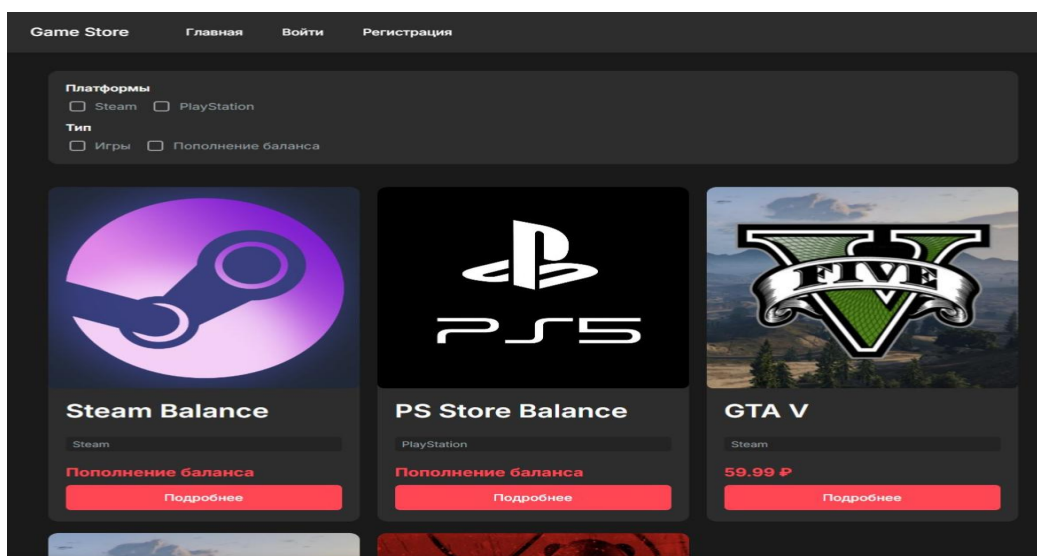 Game Store Главная Войти Регистрация
Платформы
Steam PlayStation
Тип
Игры Пополнение баланса
PS5
FIVE
Steam Balance
Steam
Пополнение баланса
Подробнее
PS Store Balance
PlayStation
Пополнение баланса
Подробнее
GTA V
Steam
59.99 ₽
Подробнее